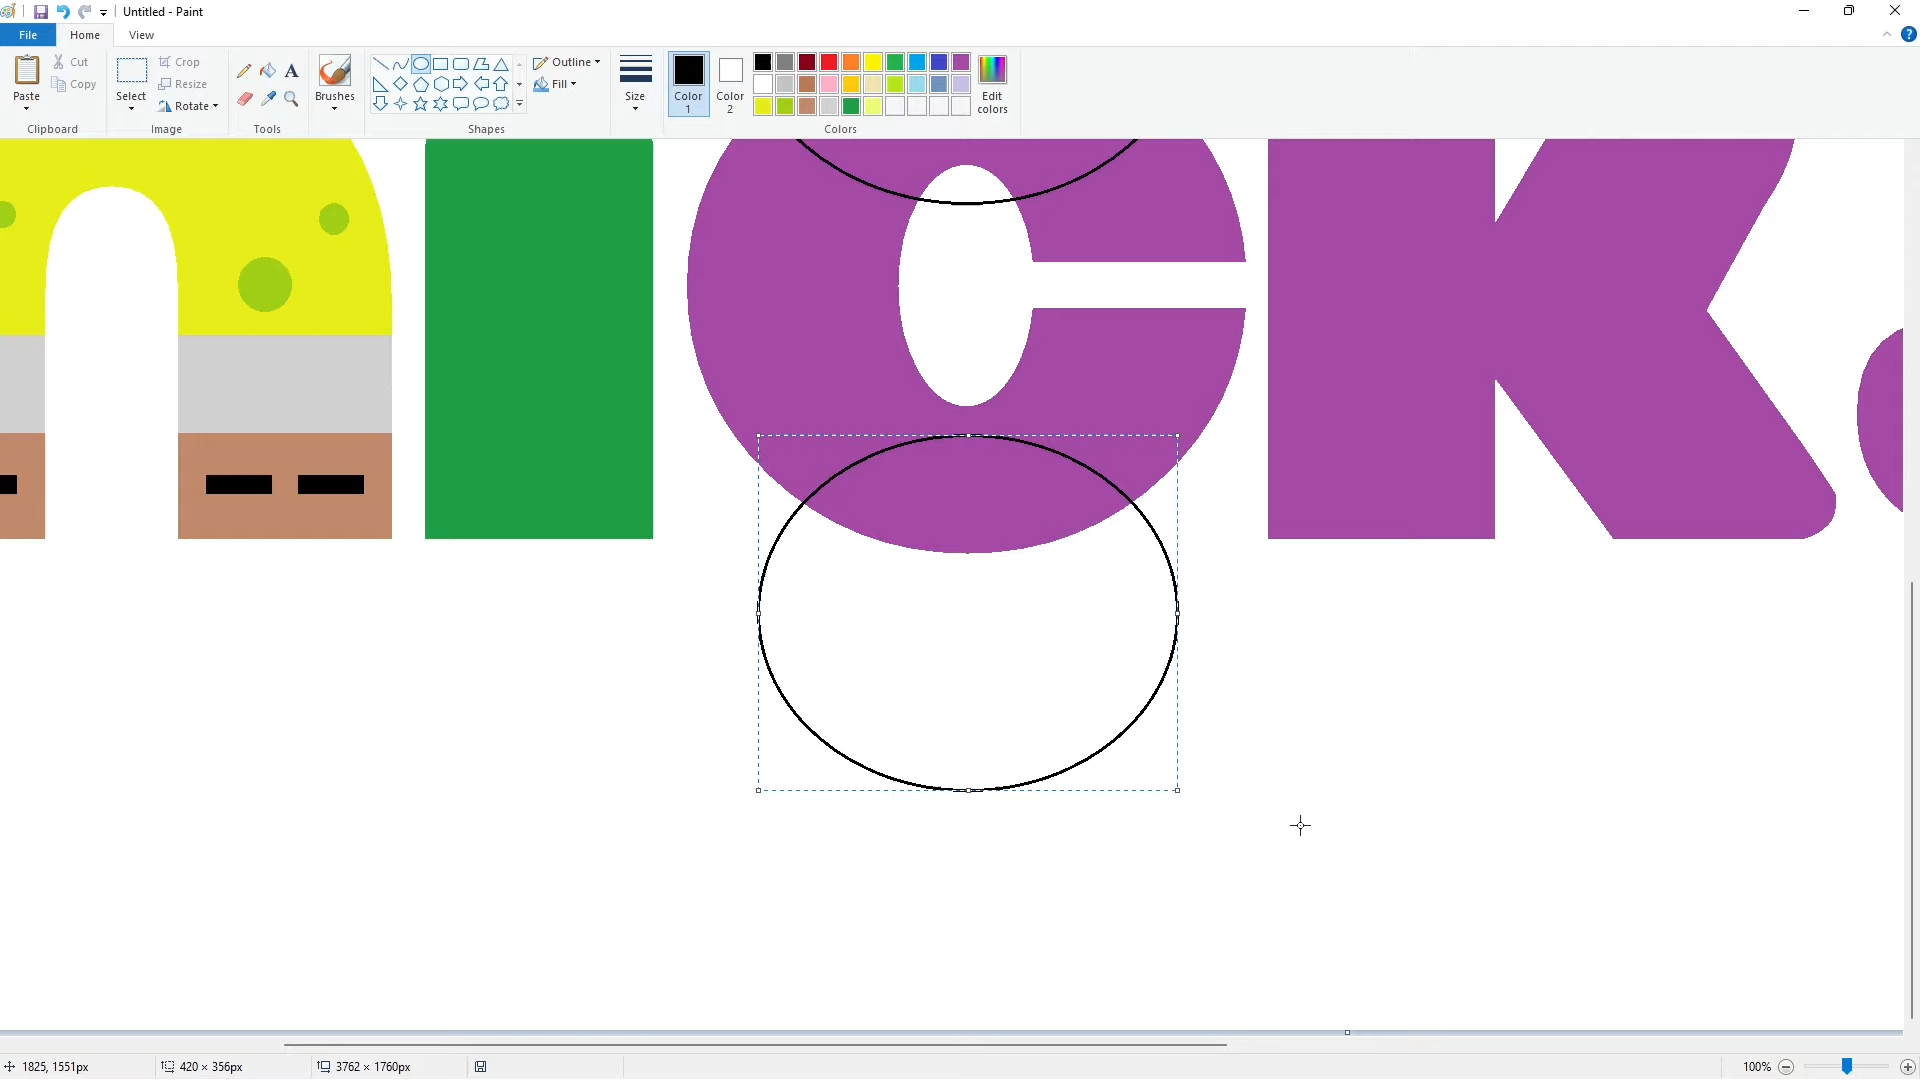 Untitled - Paint
File Home View
Paste
Cut
Copy
Clipboard
Select
Crop
Resize
Rotate
Image
Tools
Brushes
Shapes
Outline
Fill
Size
Color 1
Color 2
Edit colors
Colors
nıck.
1825, 1551px
420 × 356px
3762 × 1760px
100%